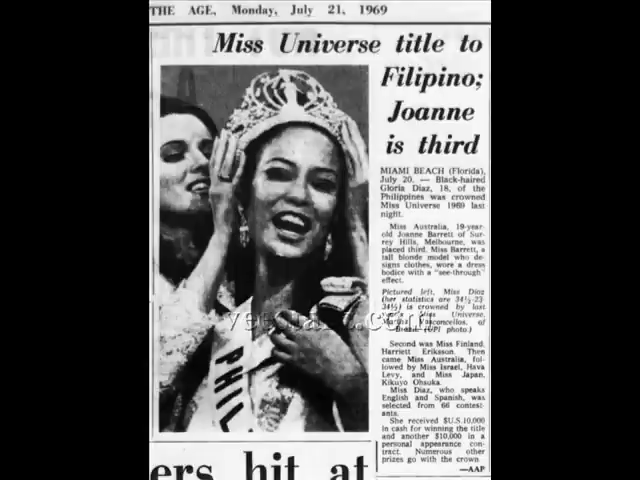 THE AGE, Monday, July 21, 1969
Miss Universe title to
Filipino;
Joanne
is third
MIAMI BEACH (Florida),
July 20. — Black-haired
Gloria Diaz, 18, of the
Philippines was crowned
Miss Universe 1969 last
night.
Miss Australia, 19-year-
old Joanne Barrett of Sur-
rey Hills, Melbourne, was
placed third. Miss Barrett, a
tall blonde model who de-
signs clothes, wore a dress
bodice with a "see-through"
effect.
Pictured left, Miss Diaz
(her statistics are 34½-23-
34½) is crowned by last
Miss Universe,
Vasconcellos, of
(UPI photo.)
Second was Miss Finland,
Harriett Eriksson. Then
came Miss Australia, fol-
lowed by Miss Israel, Hava
Levy, and Miss Japan,
Kikuyo Ohsaka.
Miss Diaz, who speaks
English and Spanish, was
selected from 66 contest-
ants.
She received $U.S.10,000
in cash for winning the title
and another $10,000 in a
personal appearance con-
tract. Numerous other
prizes go with the crown.
—AAP
PHIL
ers hit at